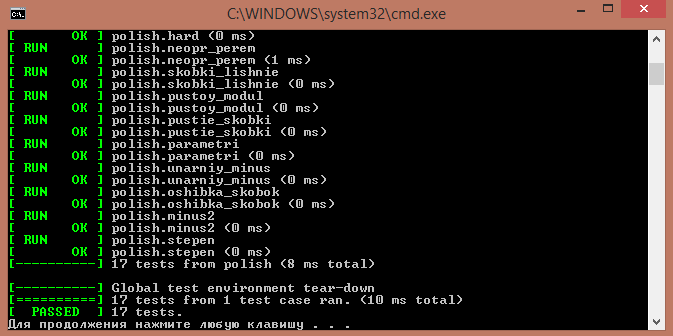 C:\WINDOWS\system32\cmd.exe
[       OK ] polish.hard (0 ms)
[ RUN      ] polish.neopr_perem
[       OK ] polish.neopr_perem (1 ms)
[ RUN      ] polish.skobki_lishnie
[       OK ] polish.skobki_lishnie (0 ms)
[ RUN      ] polish.pustoy_modul
[       OK ] polish.pustoy_modul (0 ms)
[ RUN      ] polish.pustie_skobki
[       OK ] polish.pustie_skobki (0 ms)
[ RUN      ] polish.parametri
[       OK ] polish.parametri (0 ms)
[ RUN      ] polish.unarniy_minus
[       OK ] polish.unarniy_minus (0 ms)
[ RUN      ] polish.oshibka_skobok
[       OK ] polish.oshibka_skobok (0 ms)
[ RUN      ] polish.minus2
[       OK ] polish.minus2 (0 ms)
[ RUN      ] polish.stepen
[       OK ] polish.stepen (0 ms)
[----------] 17 tests from polish (8 ms total)
[----------] Global test environment tear-down
[==========] 17 tests from 1 test case ran. (10 ms total)
[  PASSED  ] 17 tests.
Для продолжения нажмите любую клавишу . . .